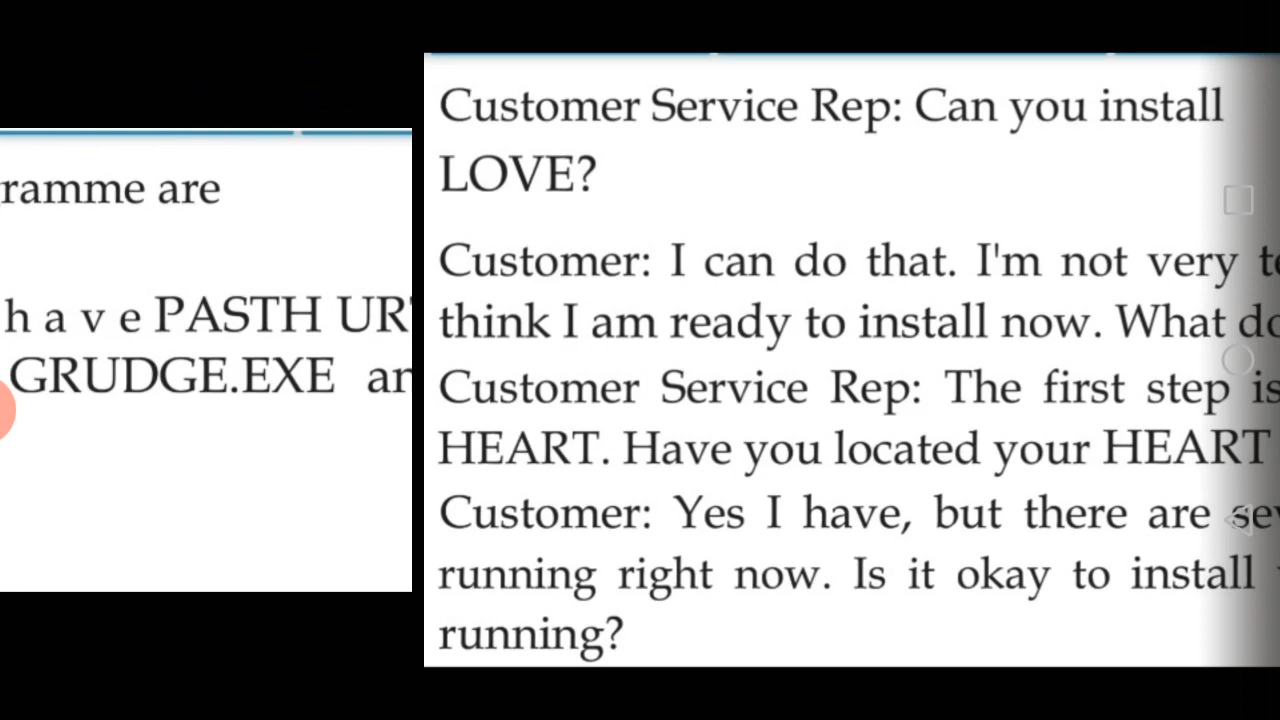 ramme are
h a v e PASTH UR
GRUDGE.EXE
Customer Service Rep: Can you install
LOVE?
Customer: I can do that. I'm not very
think I am ready to install now. What
Customer Service Rep: The first step is
HEART. Have you located your HEART
Customer: Yes I have, but there are
running right now. Is it okay to install
running?